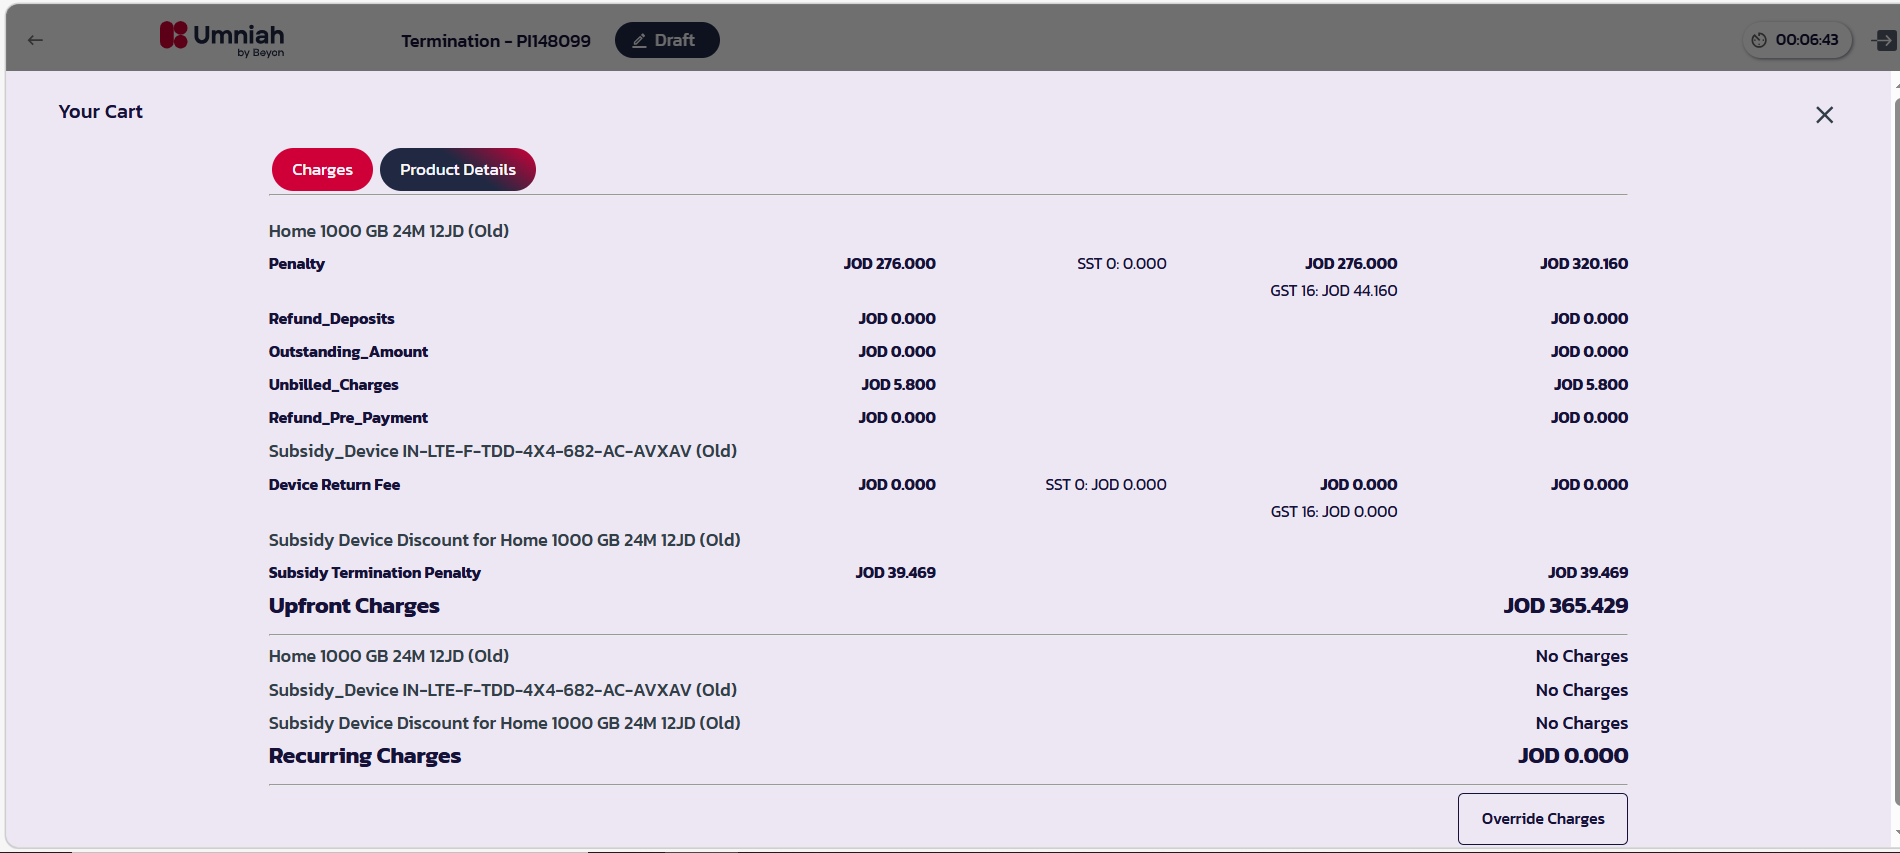 Umniah
by Beyon
Termination - PI148099
Draft
00:06:43
Your Cart
Charges
Product Details
Home 1000 GB 24M 12JD (Old)
Penalty JOD 276.000 SST 0: 0.000 JOD 276.000 JOD 320.160
GST 16: JOD 44.160
Refund_Deposits JOD 0.000 JOD 0.000
Outstanding_Amount JOD 0.000 JOD 0.000
Unbilled_Charges JOD 5.800 JOD 5.800
Refund_Pre_Payment JOD 0.000 JOD 0.000
Subsidy_Device IN-LTE-F-TDD-4X4-682-AC-AVXAV (Old)
Device Return Fee JOD 0.000 SST 0: JOD 0.000 JOD 0.000 JOD 0.000
GST 16: JOD 0.000
Subsidy Device Discount for Home 1000 GB 24M 12JD (Old)
Subsidy Termination Penalty JOD 39.469 JOD 39.469
Upfront Charges JOD 365.429
Home 1000 GB 24M 12JD (Old) No Charges
Subsidy_Device IN-LTE-F-TDD-4X4-682-AC-AVXAV (Old) No Charges
Subsidy Device Discount for Home 1000 GB 24M 12JD (Old) No Charges
Recurring Charges JOD 0.000
Override Charges